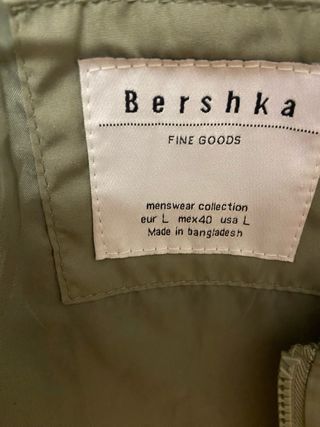 Bershka
FINE GOODS
menswear collection
eur L mex40 usa L
Made in bangladesh